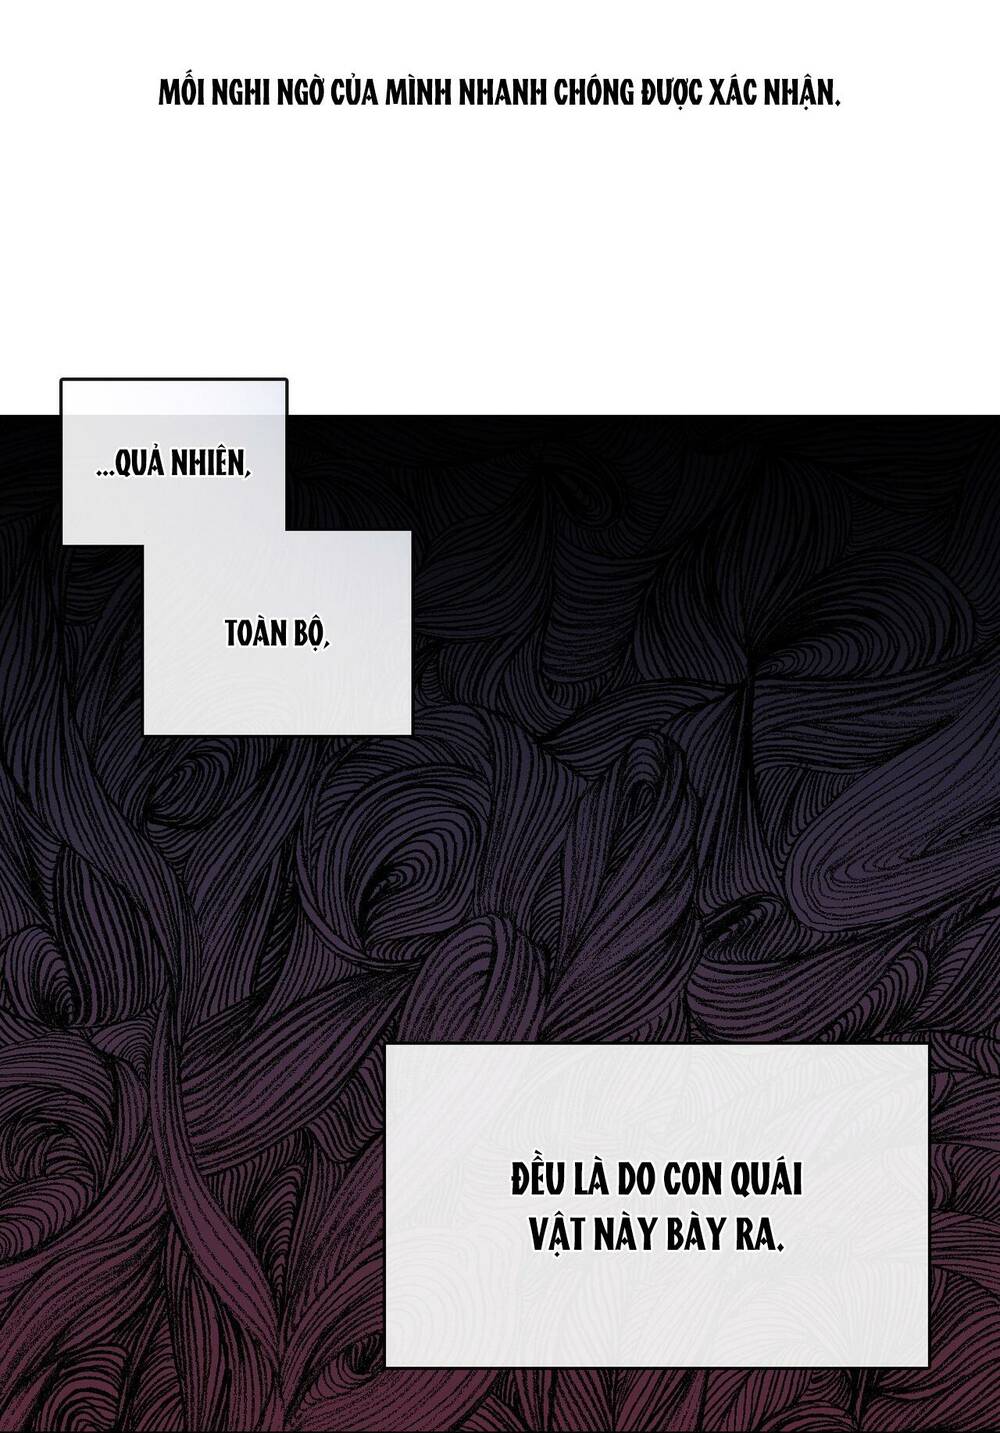 MỐI NGHI NGỜ CỦA MÌNH NHANH CHÓNG ĐƯỢC XÁC NHẬN.
...QUẢ NHIÊN,
TOÀN BỘ,
ĐỀU LÀ DO CON QUÁI
VẬT NÀY BÀY RA.